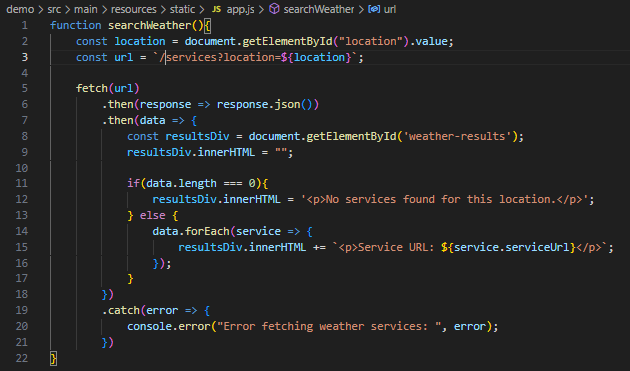 demo > src > main > resources > static > JS app.js > searchWeather > url
1 function searchWeather(){
2     const location = document.getElementById("location").value;
3     const url = `/services?location=${location}`;
4
5     fetch(url)
6         .then(response => response.json())
7         .then(data => {
8             const resultsDiv = document.getElementById('weather-results');
9             resultsDiv.innerHTML = "";
10
11             if(data.length === 0){
12                 resultsDiv.innerHTML = '<p>No services found for this location.</p>';
13             } else {
14                 data.forEach(service => {
15                     resultsDiv.innerHTML += `<p>Service URL: ${service.serviceUrl}</p>`;
16                 });
17             }
18         })
19         .catch(error => {
20             console.error("Error fetching weather services: ", error);
21         })
22 }